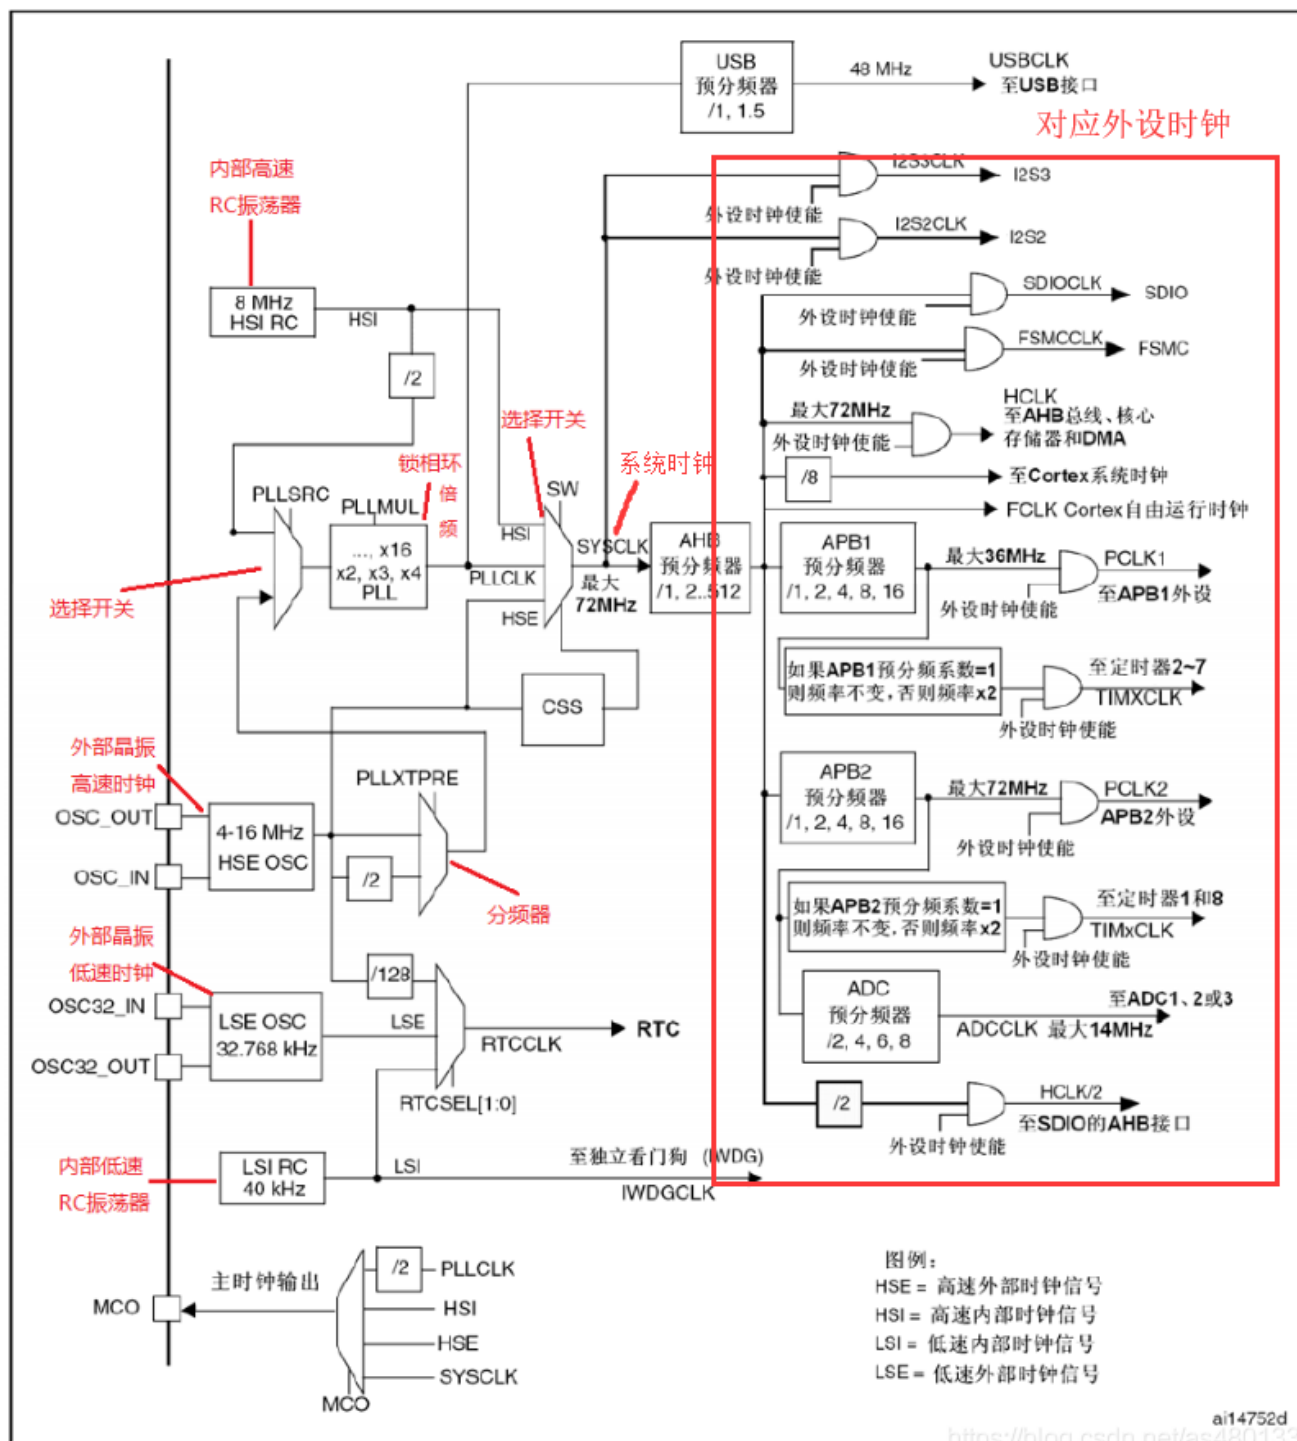 USB
预分频器
/1, 1.5
48 MHz
USBCLK
至USB接口
对应外设时钟
内部高速
RC振荡器
I2S3CLK
I2S3
外设时钟使能
I2S2CLK
I2S2
外设时钟使能
8 MHz
HSI RC
HSI
/2
SDIOCLK
SDIO
外设时钟使能
FSMCCLK
FSMC
外设时钟使能
最大72MHz
外设时钟使能
HCLK
至AHB总线、核心
存储器和DMA
/8
至Cortex系统时钟
FCLK Cortex自由运行时钟
选择开关
锁相环
倍
频
系统时钟
PLLSRC
PLLMUL
SW
..., x16
x2, x3, x4
PLL
HSI
PLLCLK
HSE
SYSCLK
最大
72MHz
AHB
预分频器
/1, 2..512
APB1
预分频器
/1, 2, 4, 8, 16
最大36MHz
PCLK1
至APB1外设
外设时钟使能
选择开关
如果APB1预分频系数=1
则频率不变,否则频率x2
至定时器2~7
TIMXCLK
外设时钟使能
CSS
外部晶振
高速时钟
OSC_OUT
OSC_IN
4-16 MHz
HSE OSC
PLLXTPRE
/2
分频器
APB2
预分频器
/1, 2, 4, 8, 16
最大72MHz
PCLK2
APB2外设
外设时钟使能
如果APB2预分频系数=1
则频率不变,否则频率x2
至定时器1和8
TIMxCLK
外设时钟使能
外部晶振
低速时钟
OSC32_IN
OSC32_OUT
LSE OSC
32.768 kHz
/128
LSE
RTCCLK
RTC
RTCSEL[1:0]
ADC
预分频器
/2, 4, 6, 8
至ADC1、2或3
ADCCLK 最大14MHz
/2
HCLK/2
至SDIO的AHB接口
外设时钟使能
内部低速
RC振荡器
LSI RC
40 kHz
LSI
至独立看门狗 (IWDG)
IWDGCLK
MCO
主时钟输出
/2
PLLCLK
HSI
HSE
SYSCLK
MCO
图例：
HSE = 高速外部时钟信号
HSI = 高速内部时钟信号
LSI = 低速内部时钟信号
LSE = 低速外部时钟信号
ai14752d
https://blog.csdn.net/as480133